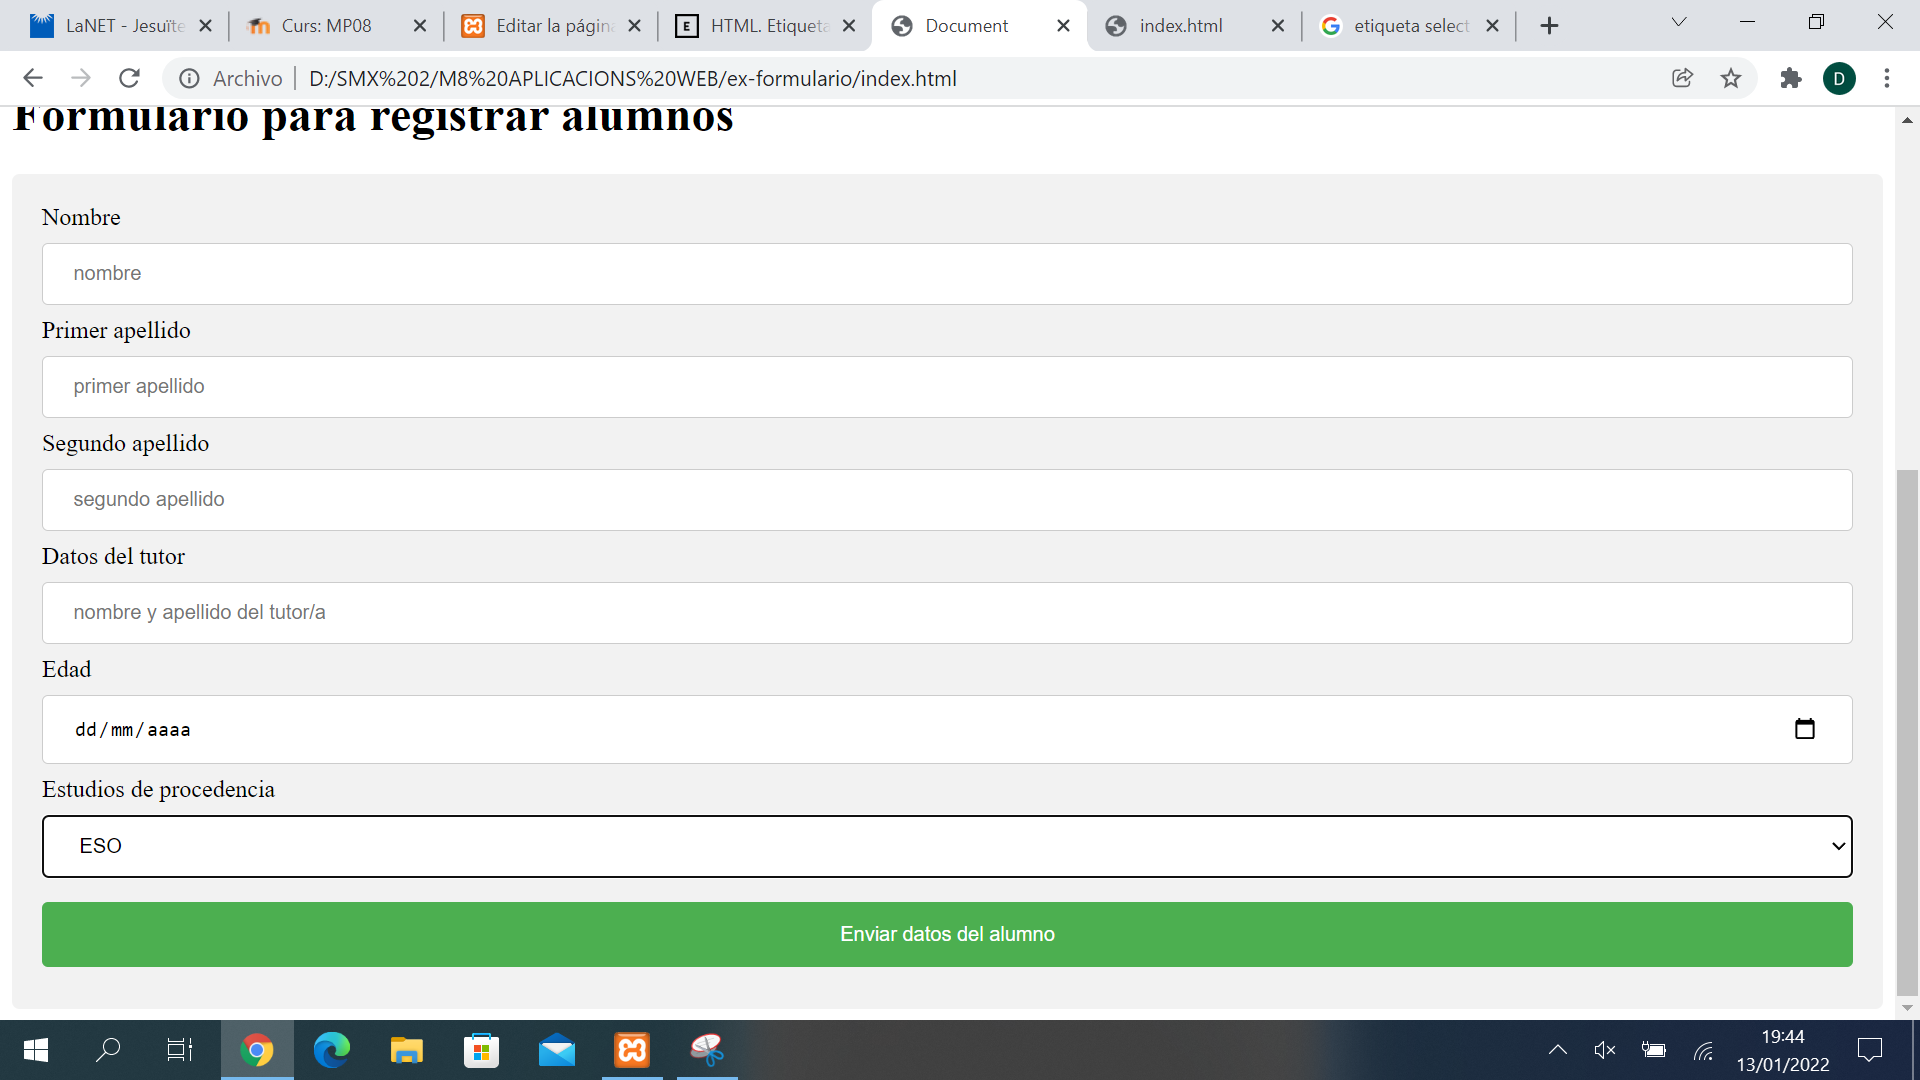 LaNET - Jesuïte
Curs: MP08
Editar la página
HTML. Etiqueta
Document
index.html
etiqueta select
Archivo
D:/SMX%202/M8%20APLICACIONS%20WEB/ex-formulario/index.html
D
Formulario para registrar alumnos
Nombre
nombre
Primer apellido
primer apellido
Segundo apellido
segundo apellido
Datos del tutor
nombre y apellido del tutor/a
Edad
dd/mm/aaaa
Estudios de procedencia
ESO
Enviar datos del alumno
19:44
13/01/2022